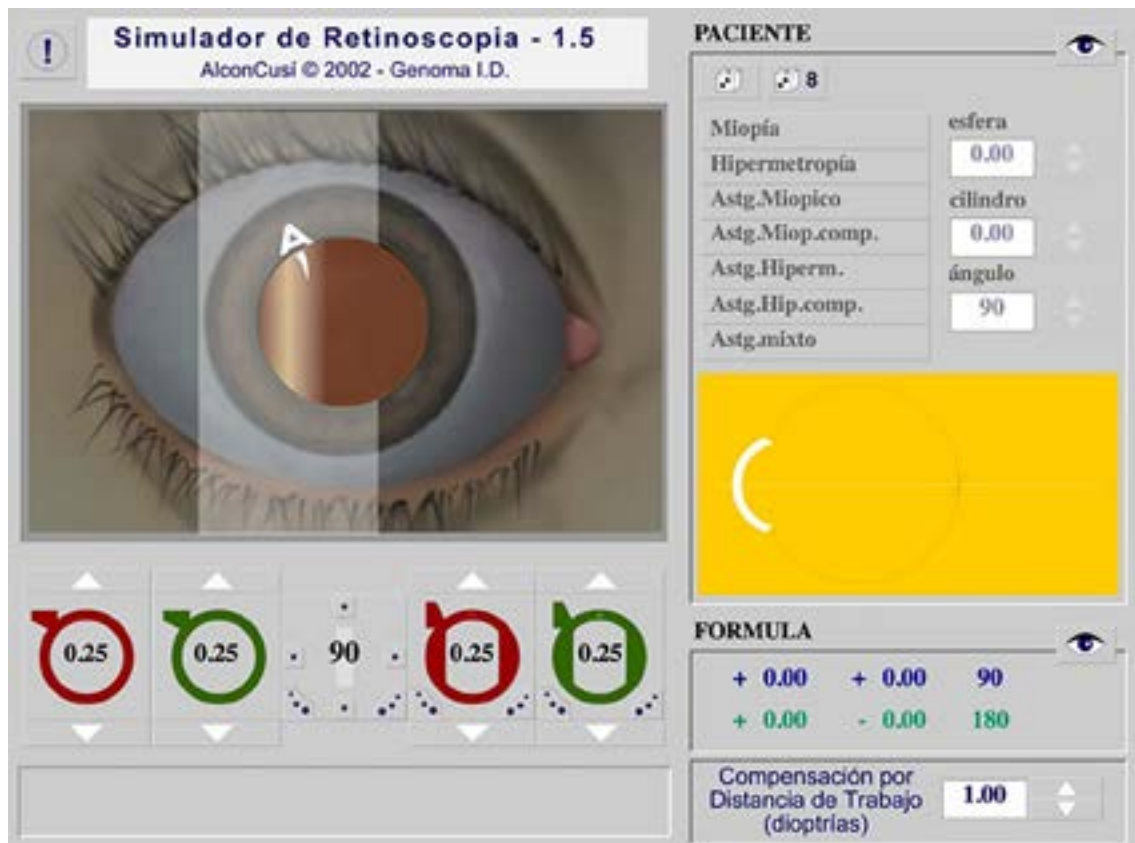 !
Simulador de Retinoscopia - 1.5
AlconCusí © 2002 - Genoma I.D.
PACIENTE
8
Miopía
Hipermetropía
Astg.Miopico
Astg.Miop.comp.
Astg.Hiperm.
Astg.Hip.comp.
Astg.mixto
esfera
0.00
cilindro
0.00
ángulo
90
0.25
0.25
90
0.25
0.25
FORMULA
+ 0.00 + 0.00 90
+ 0.00 - 0.00 180
Compensación por
Distancia de Trabajo
(dioptrías)
1.00